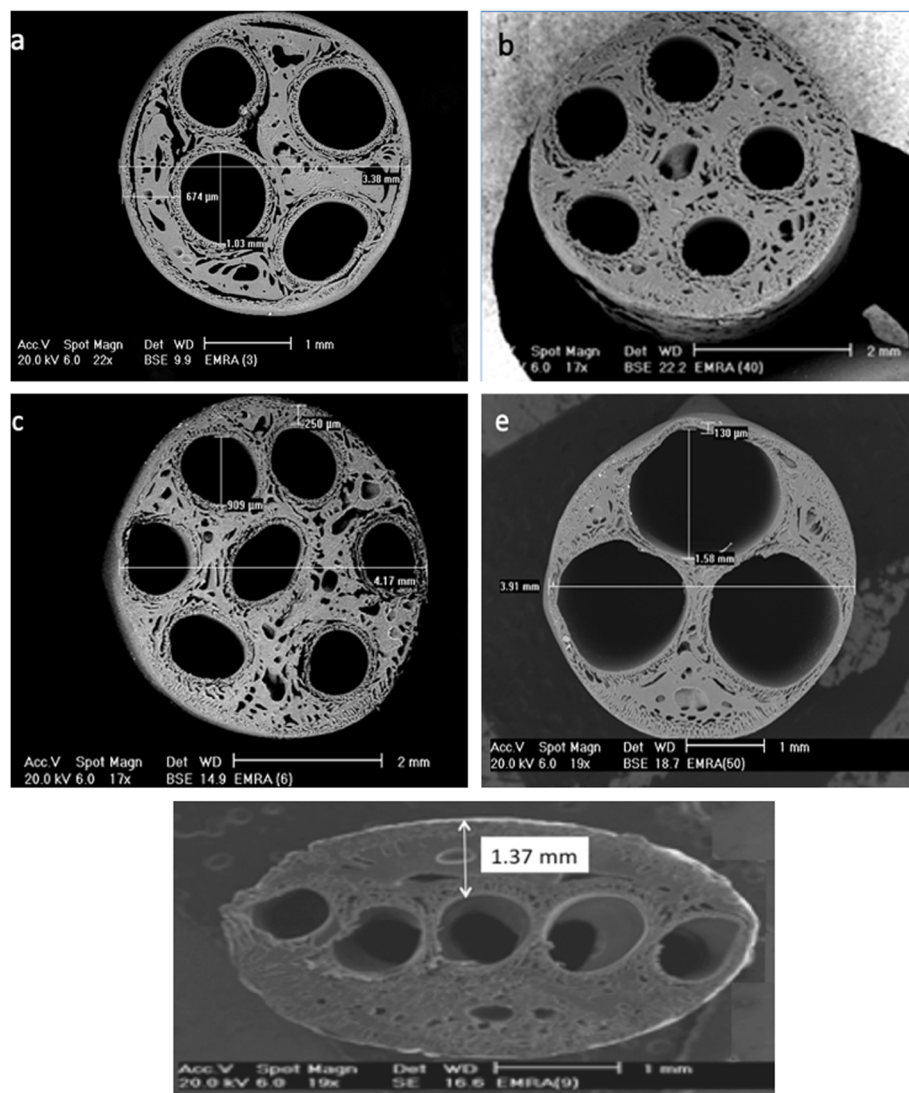 a
674 µm
3.38 mm
1.03 mm
Acc.V Spot Magn Det WD 1 mm
20.0 kV 6.0 22x BSE 9.9 EMRA (3)
b
Spot Magn Det WD 2 mm
6.0 17x BSE 22.2 EMRA (40)
c
250 µm
909 µm
4.17 mm
Acc.V Spot Magn Det WD 2 mm
20.0 kV 6.0 17x BSE 14.9 EMRA (6)
e
130 µm
1.58 mm
3.91 mm
Acc.V Spot Magn Det WD 1 mm
20.0 kV 6.0 19x BSE 18.7 EMRA(50)
1.37 mm
Acc.V Spot Magn Det WD 1 mm
20.0 kV 6.0 19x SE 16.6 EMRA(9)